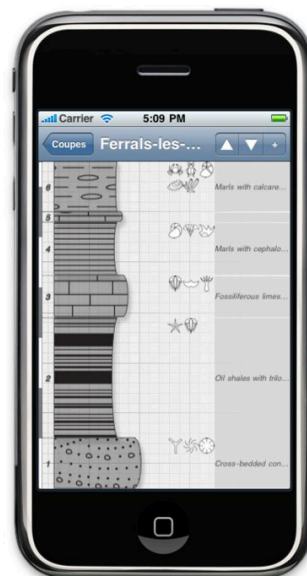 Carrier 5:09 PM
Coupes Ferrals-les-... +
6 Marls with calcare...
5
4 Marls with cephalo...
3 Fossiliferous limes...
2 Oil shales with trilo...
1 Cross-bedded con...